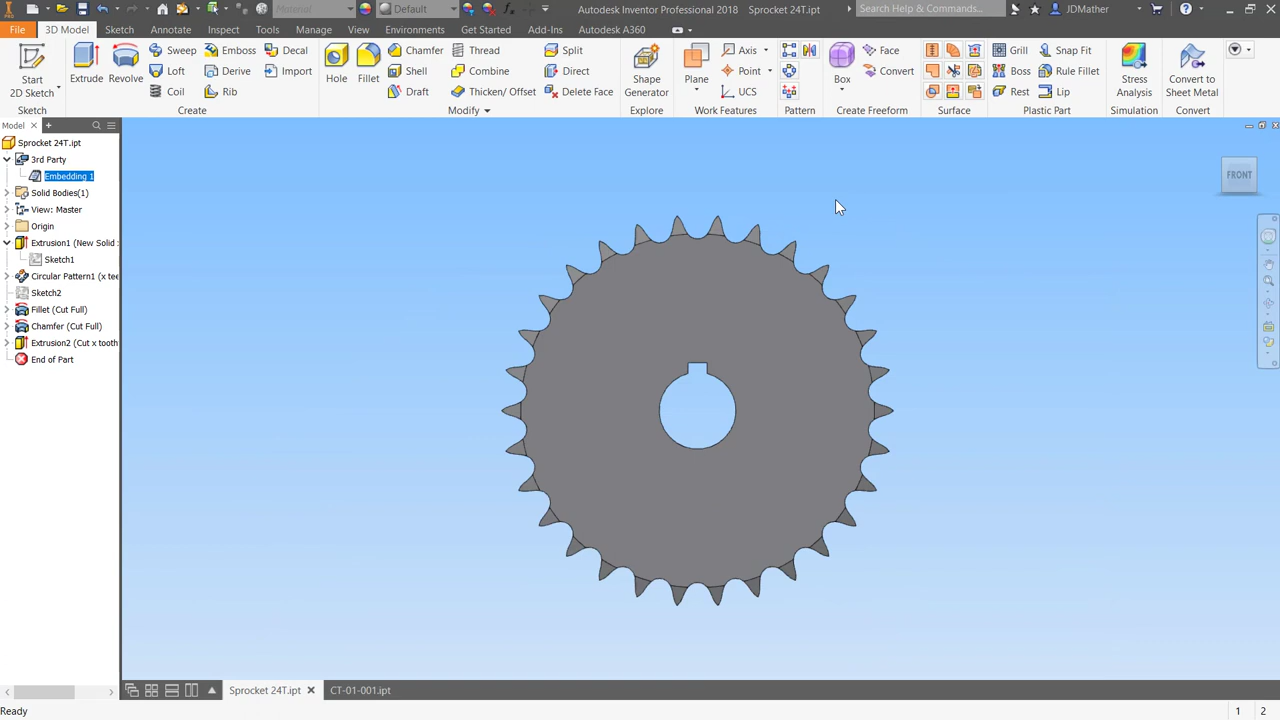 Material
Default
Autodesk Inventor Professional 2018 Sprocket 24T.ipt
Search Help & Commands...
JDMather
File 3D Model Sketch Annotate Inspect Tools Manage View Environments Get Started Add-Ins Autodesk A360
Start
2D Sketch
Sketch
Extrude
Revolve
Sweep
Loft
Coil
Emboss
Derive
Rib
Decal
Import
Create
Hole
Fillet
Chamfer
Shell
Draft
Thread
Combine
Thicken/ Offset
Split
Direct
Delete Face
Modify
Shape
Generator
Explore
Plane
Axis
Point
UCS
Work Features
Pattern
Box
Face
Convert
Create Freeform
Surface
Grill
Boss
Rest
Snap Fit
Rule Fillet
Lip
Plastic Part
Stress
Analysis
Simulation
Convert to
Sheet Metal
Convert
Model
Sprocket 24T.ipt
3rd Party
Embedding 1
Solid Bodies(1)
View: Master
Origin
Extrusion1 (New Solid
Sketch1
Circular Pattern1 (x tee
Sketch2
Fillet (Cut Full)
Chamfer (Cut Full)
Extrusion2 (Cut x tooth
End of Part
FRONT
Sprocket 24T.ipt
CT-01-001.ipt
Ready
1 2